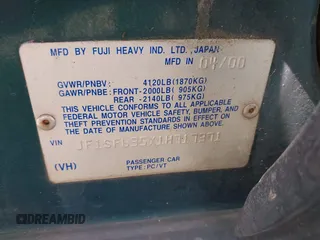 MFD BY FUJI HEAVY IND. LTD., JAPAN
MFD IN 04/00
GVWR/PNBV: 4120LB(1870KG)
GAWR/PNBE: FRONT-2000LB( 905KG)
REAR -2140LB( 975KG)
THIS VEHICLE CONFORMS TO ALL APPLICABLE
FEDERAL MOTOR VEHICLE SAFETY, BUMPER,
AND THEFT PREVENTION STANDARDS IN EFFECT ON
THE DATE OF MANUFACTURE SHOWN ABOVE.
VIN
(VH)
PASSENGER CAR
TYPE: PC/VT
DREAMBID